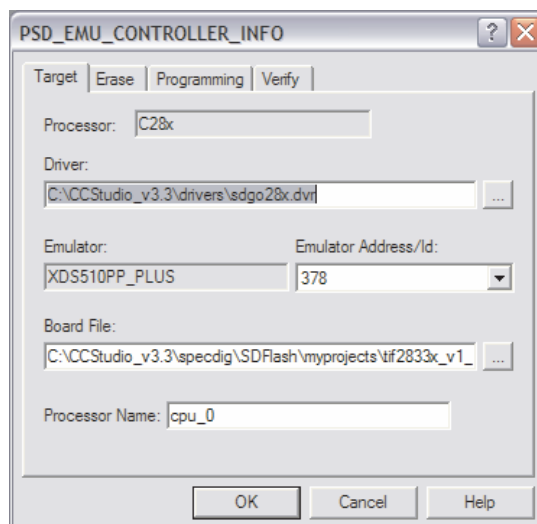 PSD_EMU_CONTROLLER_INFO
Target Erase Programming Verify
Processor: C28x
Driver:
C:\CCStudio_v3.3\drivers\sdgo28x.dvr ...
Emulator: Emulator Address/Id:
XDS510PP_PLUS 378
Board File:
C:\CCStudio_v3.3\specdig\SDFlash\myprojects\tif2833x_v1_ ...
Processor Name: cpu_0
OK Cancel Help